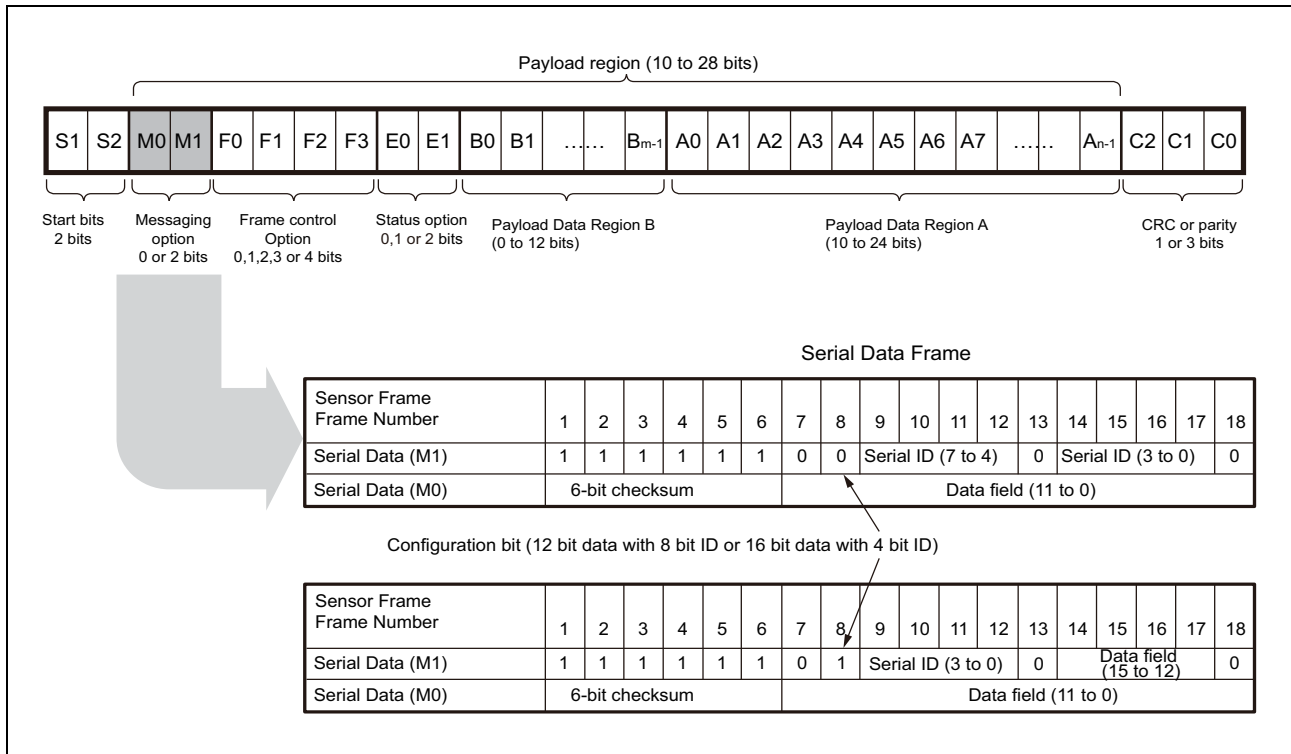 Payload region (10 to 28 bits)
S1 S2 M0 M1 F0 F1 F2 F3 E0 E1 B0 B1 ...... Bm-1 A0 A1 A2 A3 A4 A5 A6 A7 ...... An-1 C2 C1 C0
Start bits
2 bits
Messaging
option
0 or 2 bits
Frame control
Option
0,1,2,3 or 4 bits
Status option
0,1 or 2 bits
Payload Data Region B
(0 to 12 bits)
Payload Data Region A
(10 to 24 bits)
CRC or parity
1 or 3 bits
Serial Data Frame
Sensor Frame
Frame Number 1 2 3 4 5 6 7 8 9 10 11 12 13 14 15 16 17 18
Serial Data (M1) 1 1 1 1 1 1 0 0 Serial ID (7 to 4) 0 Serial ID (3 to 0) 0
Serial Data (M0) 6-bit checksum Data field (11 to 0)
Configuration bit (12 bit data with 8 bit ID or 16 bit data with 4 bit ID)
Sensor Frame
Frame Number 1 2 3 4 5 6 7 8 9 10 11 12 13 14 15 16 17 18
Serial Data (M1) 1 1 1 1 1 1 0 1 Serial ID (3 to 0) 0 Data field (15 to 12) 0
Serial Data (M0) 6-bit checksum Data field (11 to 0)